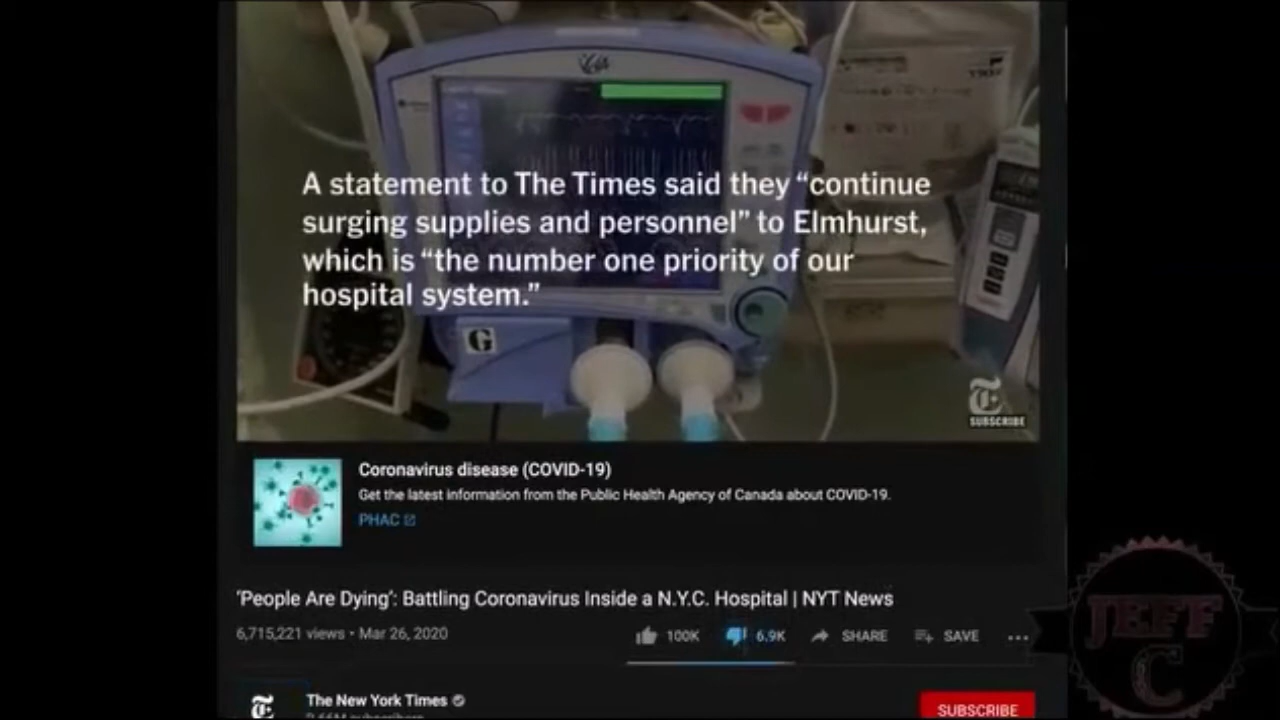 A statement to The Times said they “continue
surging supplies and personnel” to Elmhurst,
which is “the number one priority of our
hospital system.”
G
SUBSCRIBE
Coronavirus disease (COVID-19)
Get the latest information from the Public Health Agency of Canada about COVID-19.
PHAC
'People Are Dying': Battling Coronavirus Inside a N.Y.C. Hospital | NYT News
6,715,221 views • Mar 26, 2020
100K 6.9K SHARE SAVE
The New York Times
SUBSCRIBE
JEFF
C